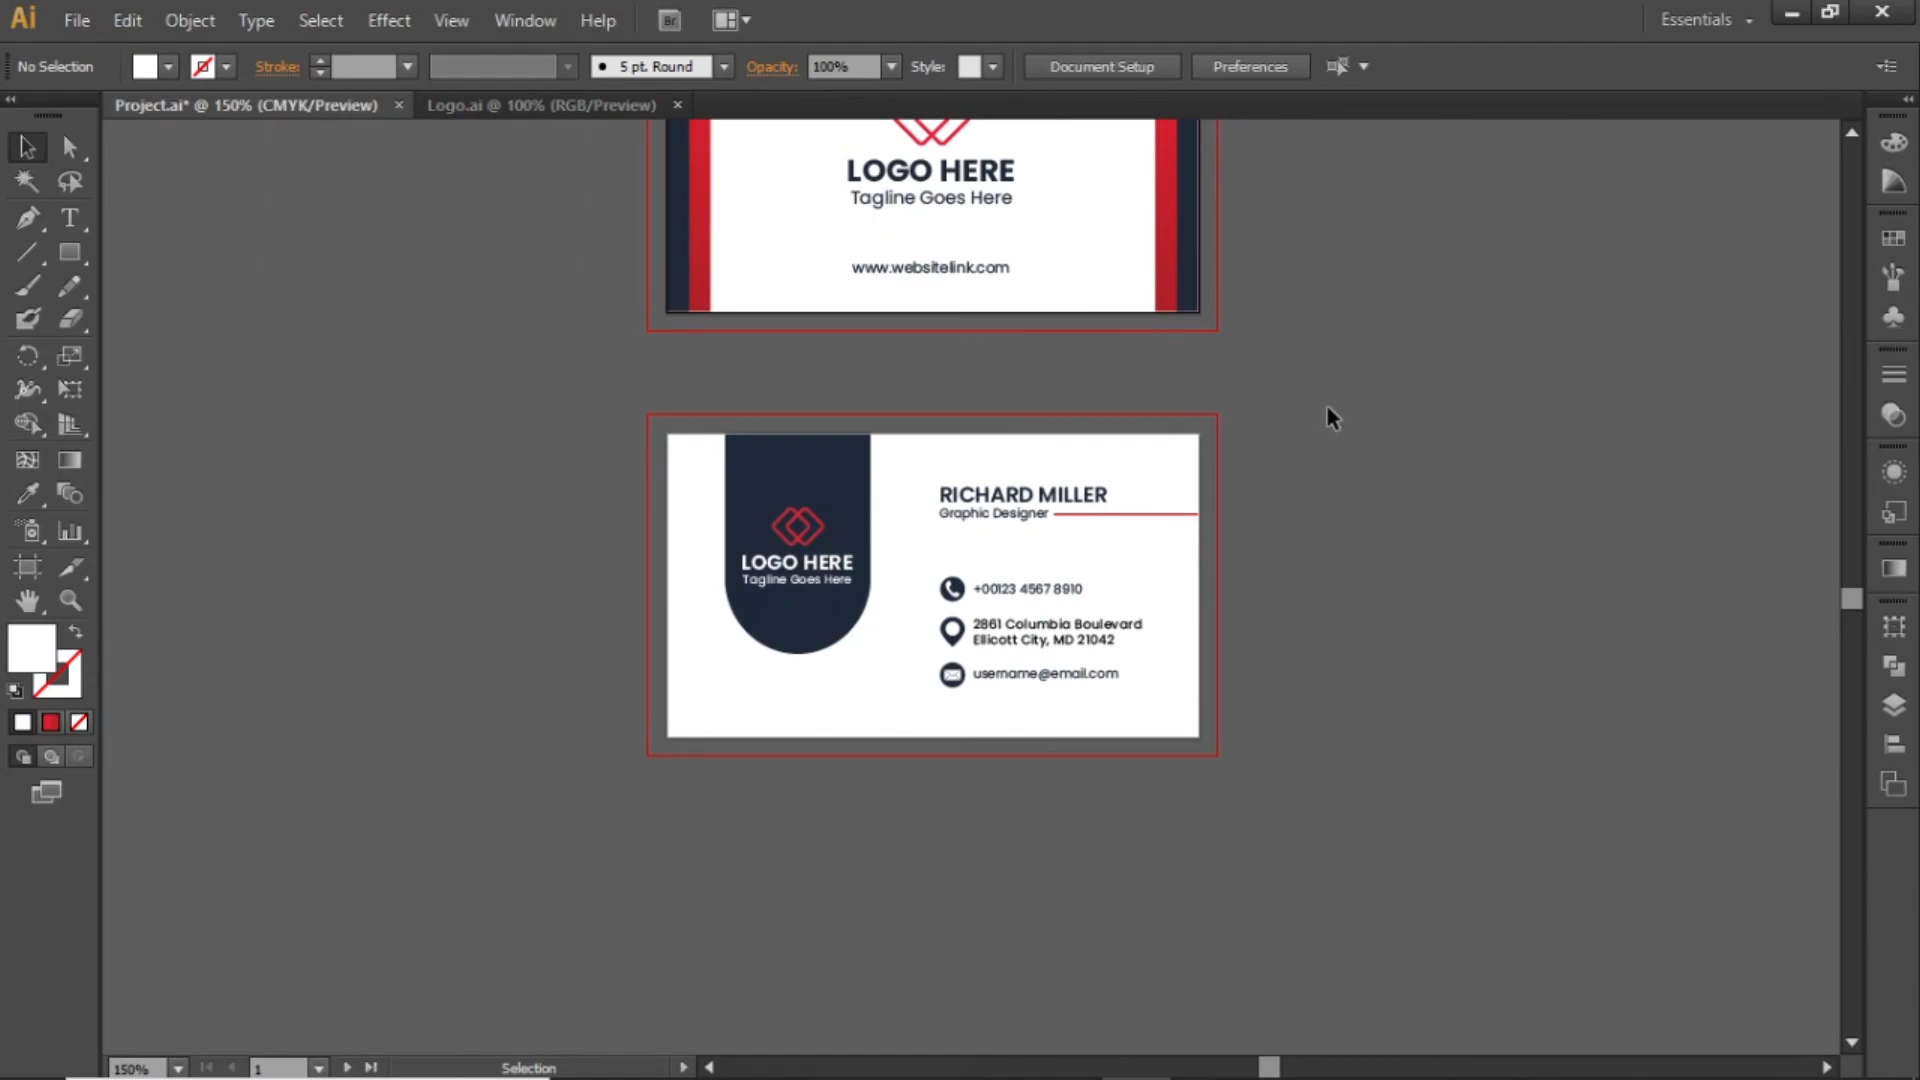 Ai File Edit Object Type Select Effect View Window Help Br Essentials
No Selection Stroke: 5 pt. Round Opacity: 100% Style: Document Setup Preferences
Project.ai* @ 150% (CMYK/Preview) × Logo.ai @ 100% (RGB/Preview) ×
LOGO HERE
Tagline Goes Here
www.websitelink.com
LOGO HERE
Tagline Goes Here
RICHARD MILLER
Graphic Designer
+00123 4567 8910
2861 Columbia Boulevard
Ellicott City, MD 21042
username@email.com
150% 1 Selection